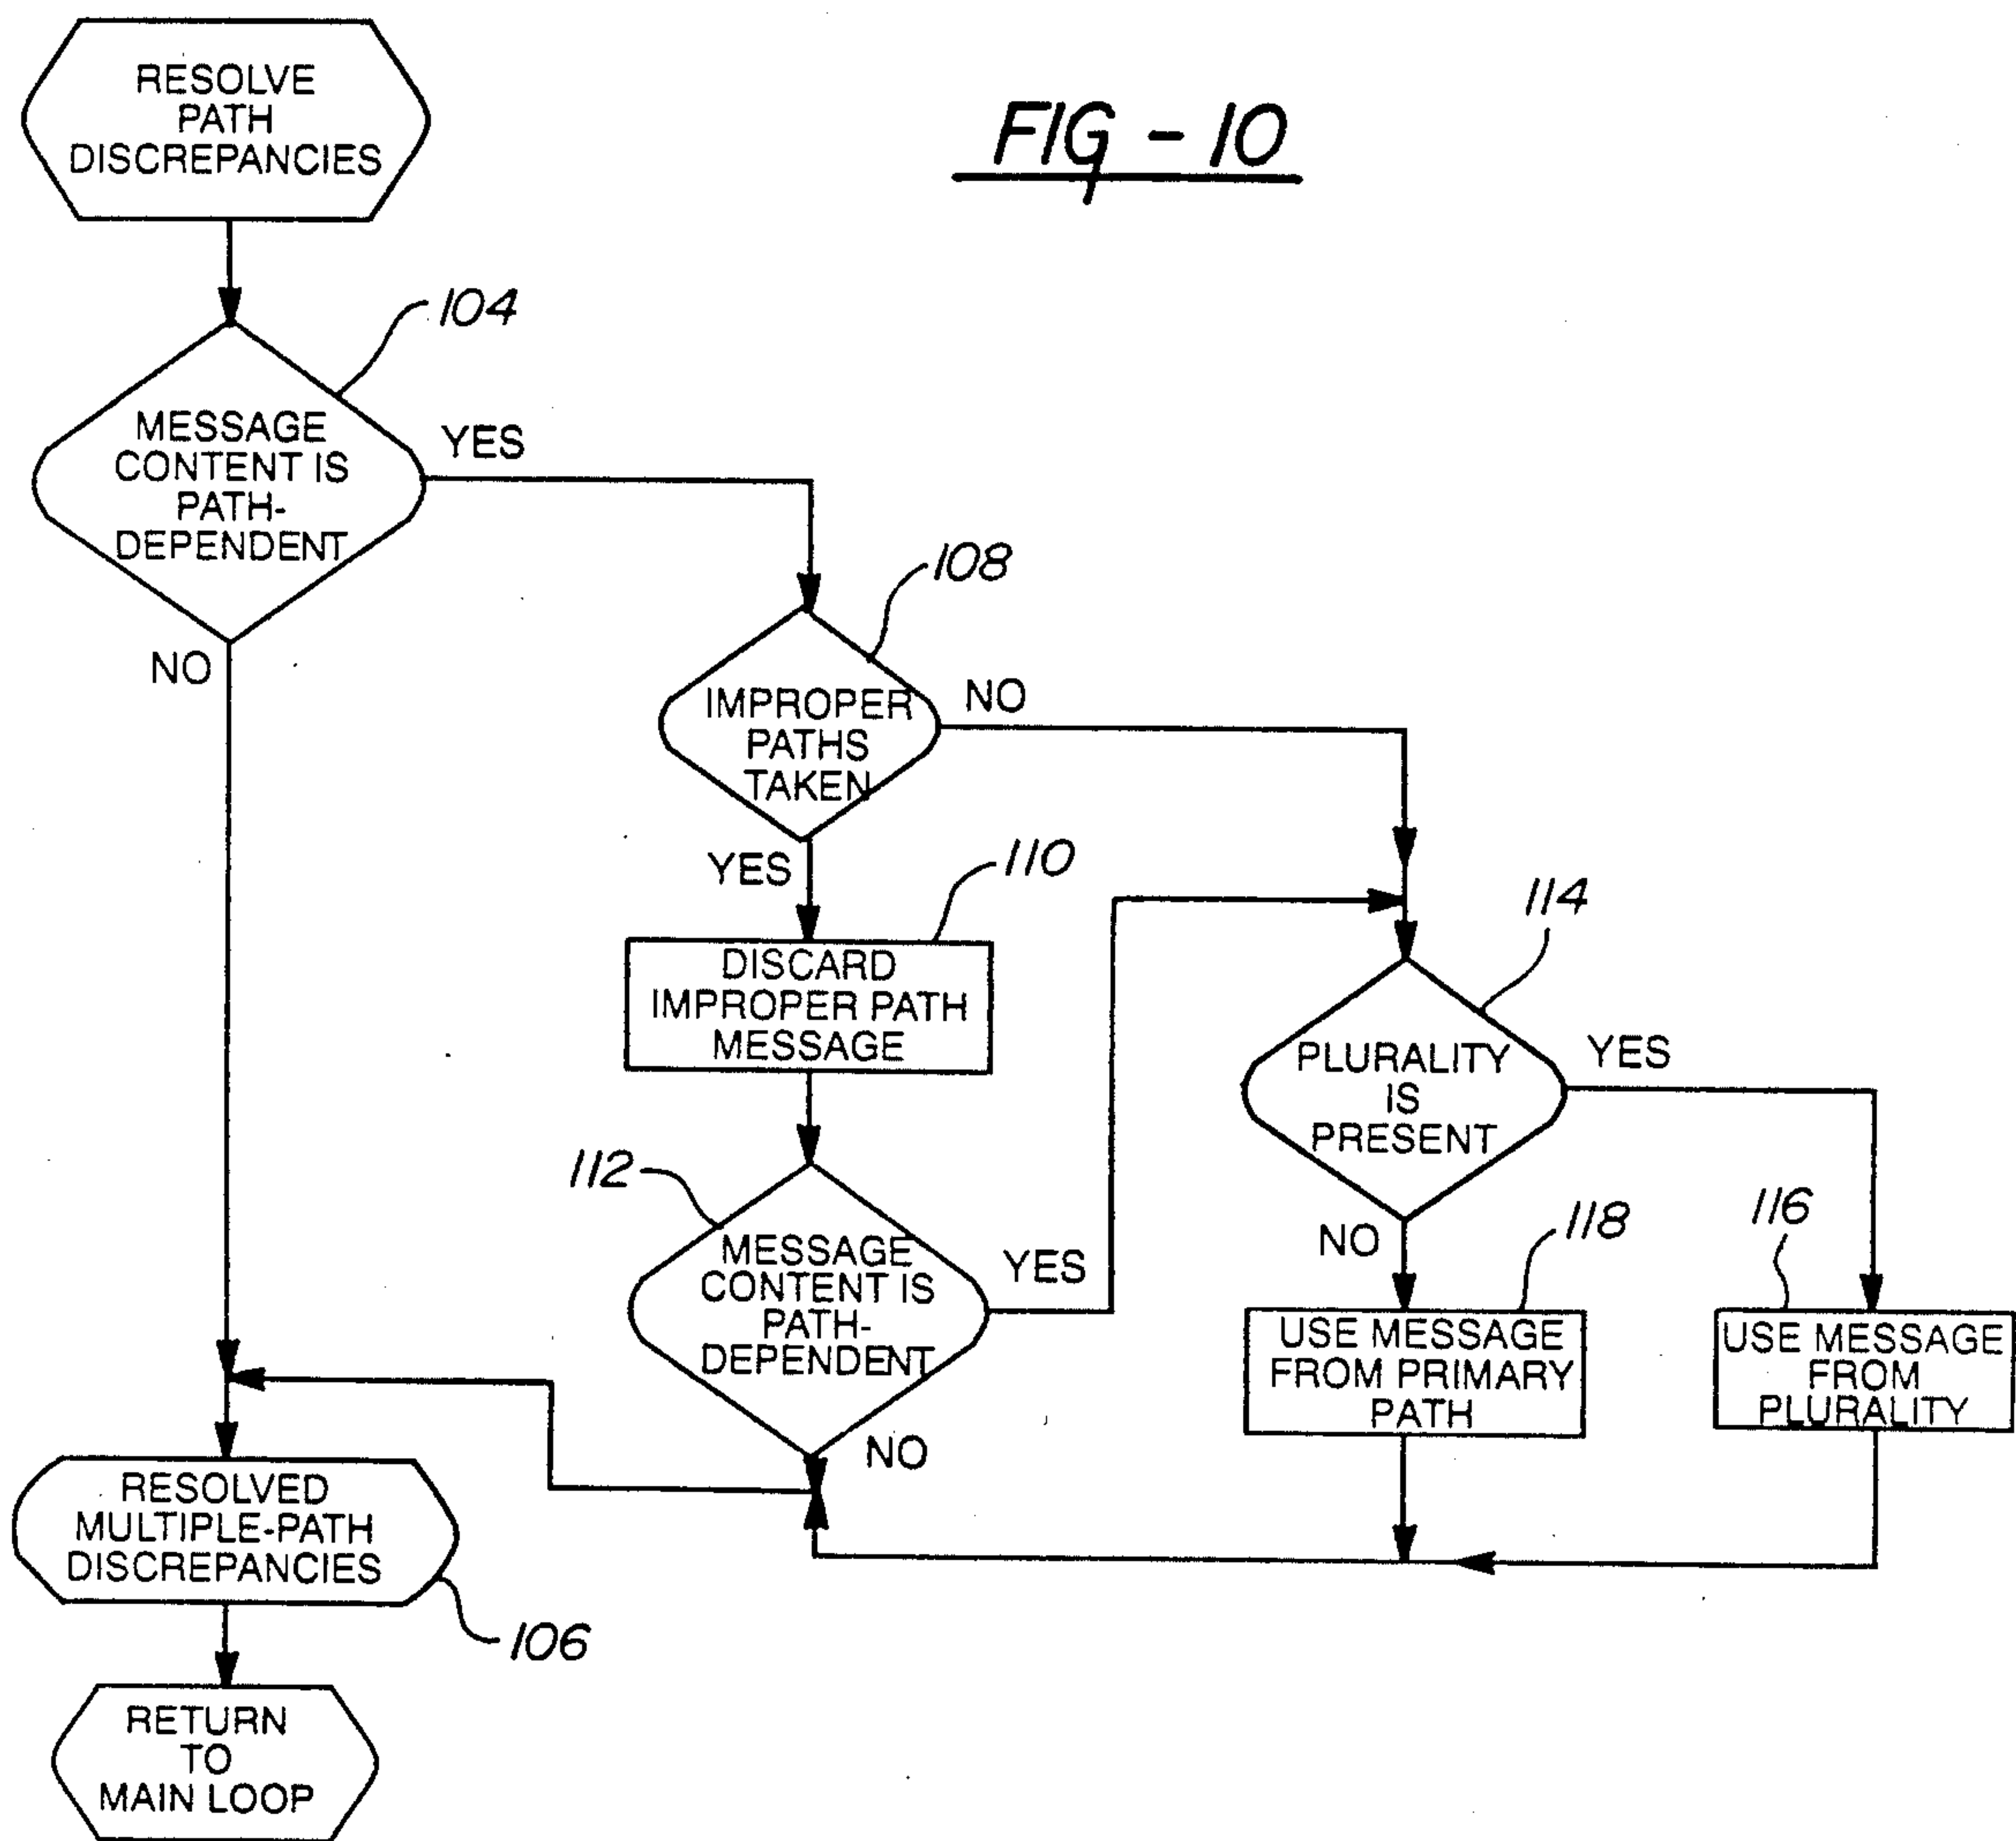 RESOLVE
PATH
DISCREPANCIES
FIG - 10
104
MESSAGE
CONTENT IS
PATH-
DEPENDENT
YES
NO
108
IMPROPER
PATHS
TAKEN
NO
YES
110
DISCARD
IMPROPER PATH
MESSAGE
112
MESSAGE
CONTENT IS
PATH-
DEPENDENT
YES
NO
114
PLURALITY
IS
PRESENT
YES
NO
118
USE MESSAGE
FROM PRIMARY
PATH
116
USE MESSAGE
FROM
PLURALITY
RESOLVED
MULTIPLE-PATH
DISCREPANCIES
106
RETURN
TO
MAIN LOOP